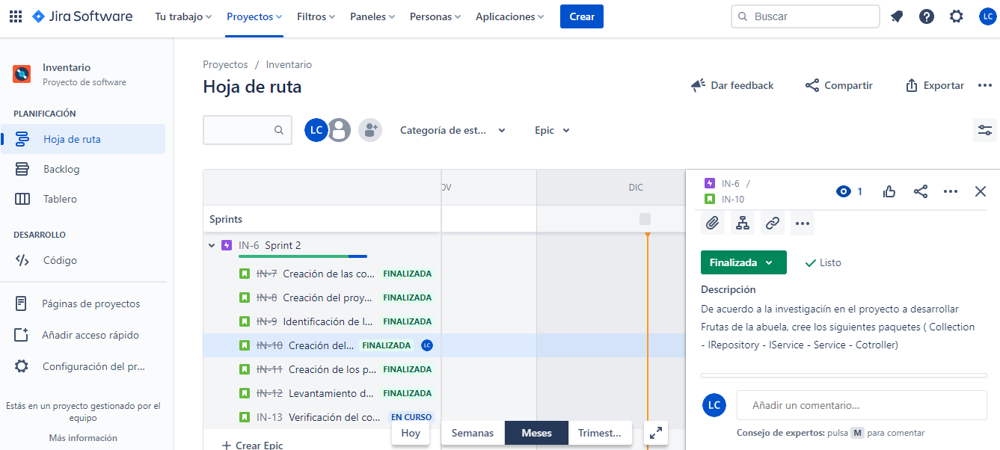 Jira Software
Tu trabajo
Proyectos
Filtros
Paneles
Personas
Aplicaciones
Crear
Buscar
LC
Inventario
Proyecto de software
PLANIFICACIÓN
Hoja de ruta
Backlog
Tablero
DESARROLLO
Código
Páginas de proyectos
Añadir acceso rápido
Configuración del pr...
Estás en un proyecto gestionado por el
equipo
Más información
Proyectos / Inventario
Hoja de ruta
Dar feedback
Compartir
Exportar
LC
Categoría de est...
Epic
OV
DIC
Sprints
IN-6 Sprint 2
IN-7 Creación de las co... FINALIZADA
IN-8 Creación del proy... FINALIZADA
IN-9 Identificación de l... FINALIZADA
IN-10 Creación del... FINALIZADA LC
IN-11 Creación de los p... FINALIZADA
IN-12 Levantamiento d... FINALIZADA
IN-13 Verificación del co... EN CURSO
+ Crear Epic
Hoy
Semanas
Meses
Trimest...
IN-6 /
IN-10
1
Finalizada
Listo
Descripción
De acuerdo a la investigaciín en el proyecto a desarrollar
Frutas de la abuela, cree los siguientes paquetes ( Collection
- IRepository - IService - Service - Cotroller)
LC
Añadir un comentario...
Consejo de expertos: pulsa M para comentar